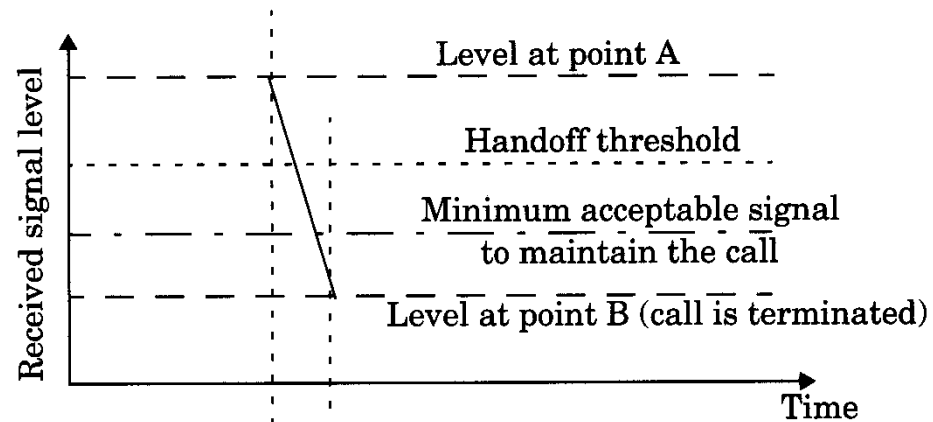 Received signal level
Level at point A
Handoff threshold
Minimum acceptable signal
to maintain the call
Level at point B (call is terminated)
Time